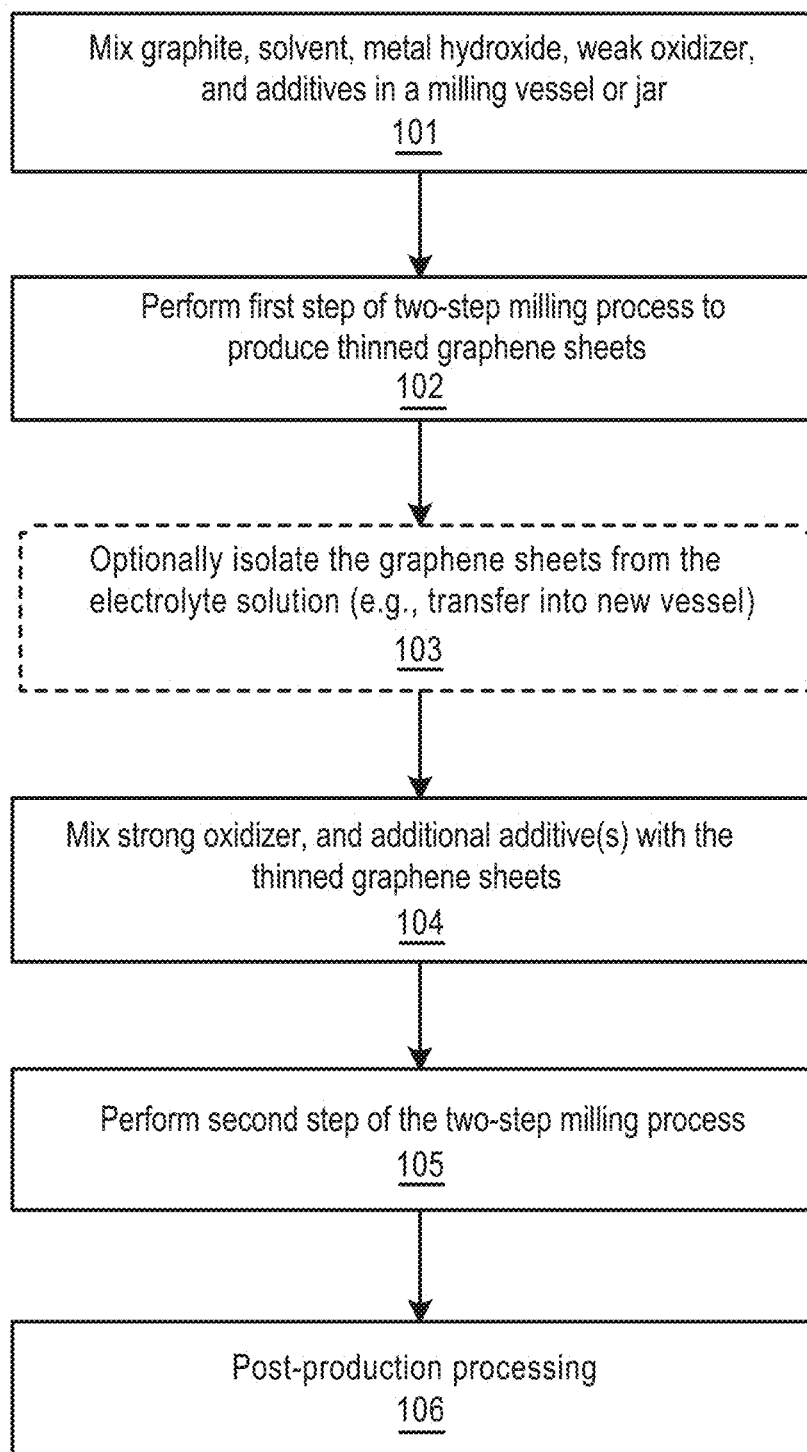 Mix graphite, solvent, metal hydroxide, weak oxidizer,
and additives in a milling vessel or jar
101
Perform first step of two-step milling process to
produce thinned graphene sheets
102
Optionally isolate the graphene sheets from the
electrolyte solution (e.g., transfer into new vessel)
103
Mix strong oxidizer, and additional additive(s) with the
thinned graphene sheets
104
Perform second step of the two-step milling process
105
Post-production processing
106